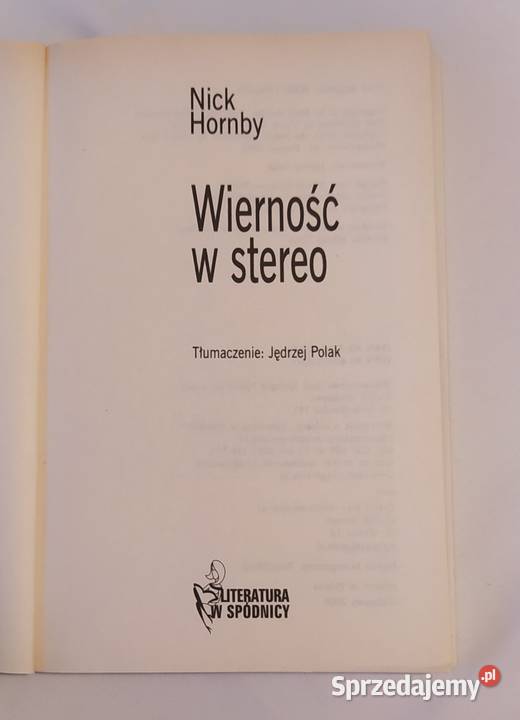 Nick
Hornby
Wierność
w stereo
Tłumaczenie: Jędrzej Polak
LITERATURA
W SPÓDNICY
Sprzedajemy.pl